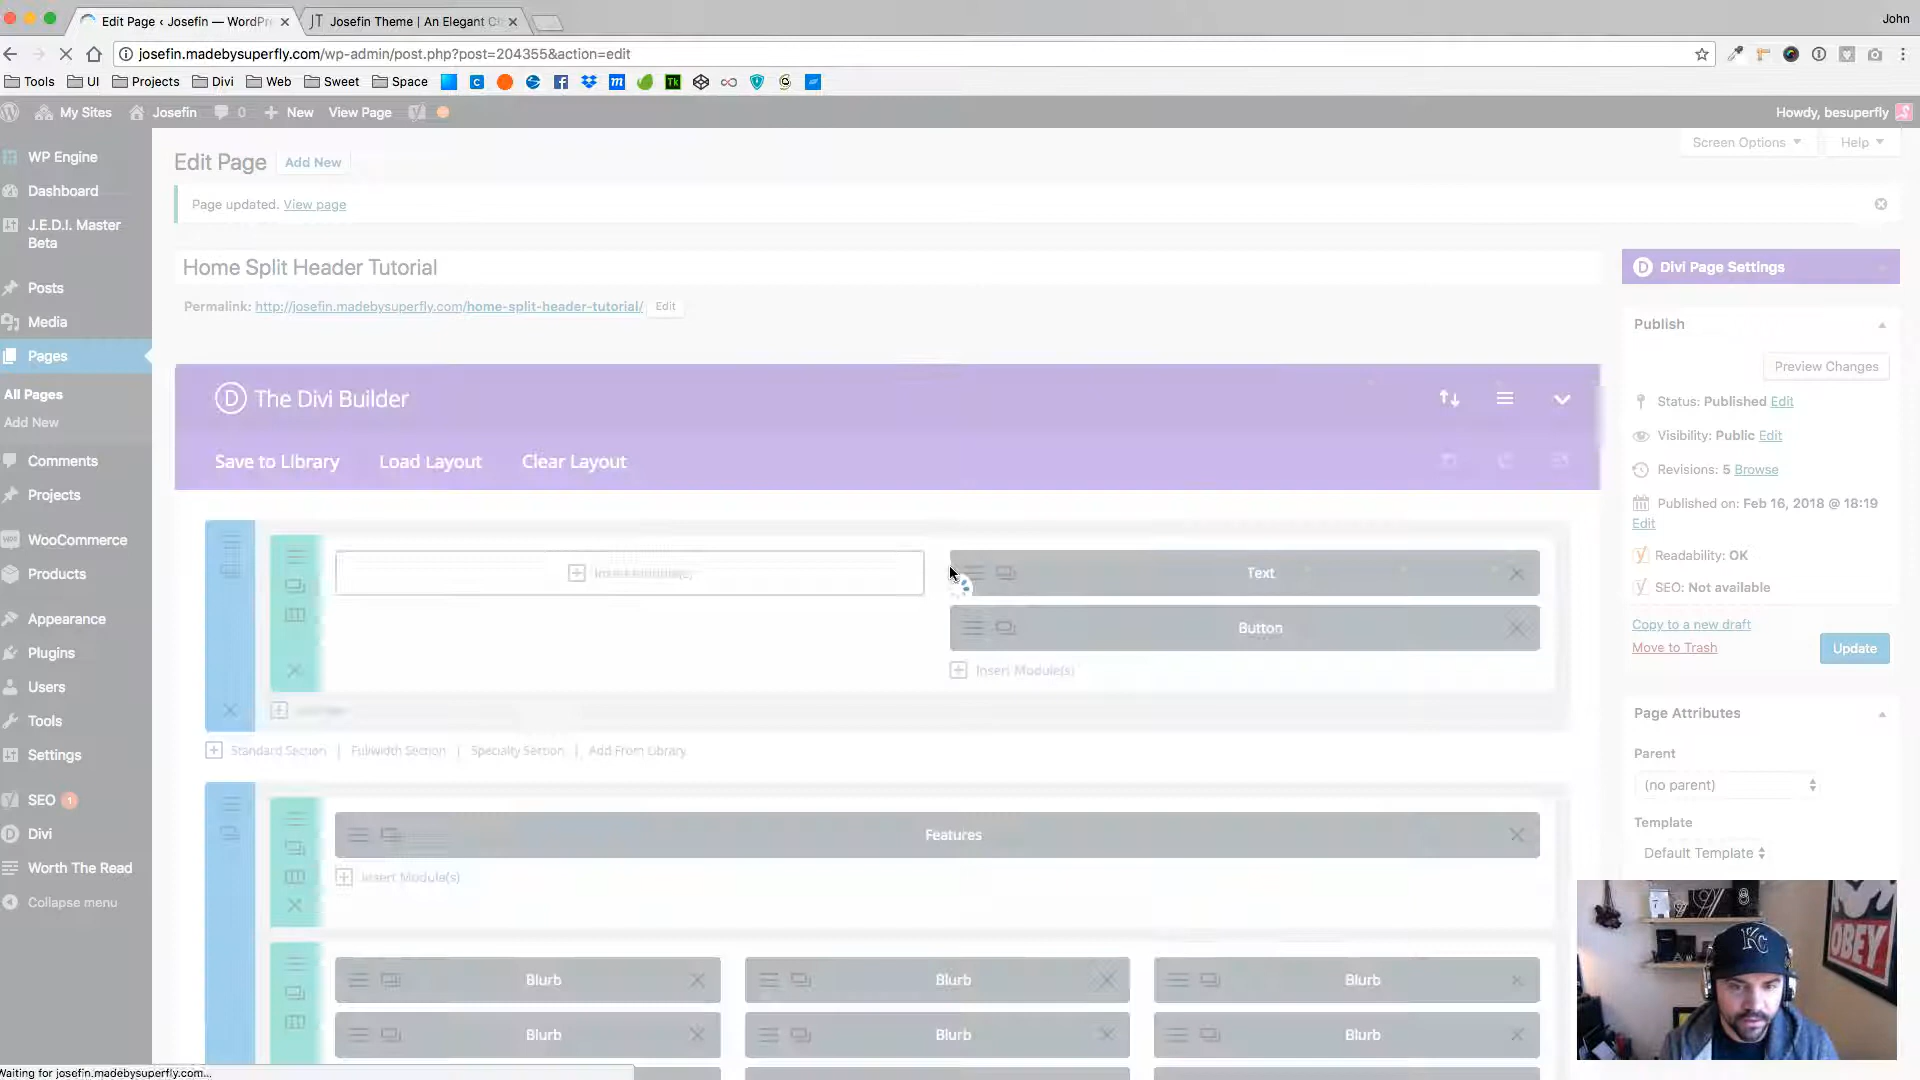 Edit Page ‹ Josefin — WordPr
Josefin Theme | An Elegant C
John
josefin.madebysuperfly.com/wp-admin/post.php?post=204355&action=edit
Tools
UI
Projects
Divi
Web
Sweet
Space
My Sites
Josefin
0
New
View Page
Howdy, besuperfly
WP Engine
Dashboard
J.E.D.I. Master
Beta
Posts
Media
Pages
All Pages
Add New
Comments
Projects
WooCommerce
Products
Appearance
Plugins
Users
Tools
Settings
SEO 1
Divi
Worth The Read
Collapse menu
Edit Page
Add New
Screen Options
Help
Page updated. View page
Home Split Header Tutorial
Permalink: http://josefin.madebysuperfly.com/home-split-header-tutorial/ Edit
The Divi Builder
Save to Library
Load Layout
Clear Layout
Insert Module(s)
Text
Button
Insert Module(s)
Standard Section | Fullwidth Section | Specialty Section | Add From Library
Features
Insert Module(s)
Blurb
Blurb
Blurb
Blurb
Blurb
Blurb
Divi Page Settings
Publish
Preview Changes
Status: Published Edit
Visibility: Public Edit
Revisions: 5 Browse
Published on: Feb 16, 2018 @ 18:19
Edit
Readability: OK
SEO: Not available
Copy to a new draft
Move to Trash
Update
Page Attributes
Parent
(no parent)
Template
Default Template
KC
OBEY
Waiting for josefin.madebysuperfly.com...